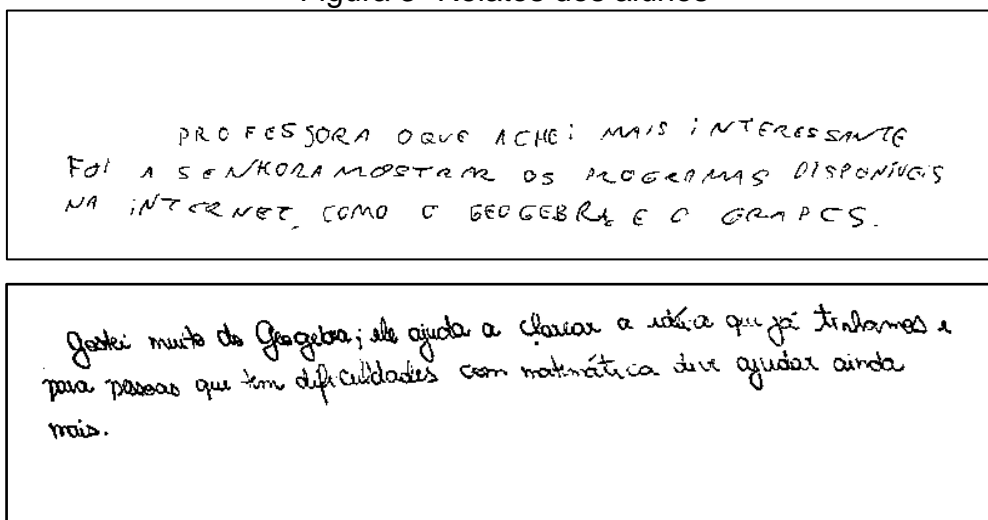 Figura 3- Relatos dos alunos
PROFESSORA OQUE ACHEI MAIS INTERESSANTE
FOI A SENHORA MOSTRAR OS PROGRAMAS DISPONÍVEIS
NA INTERNET, COMO O GEOGEBRA E O GRAPES.
gostei muito do Geogebra; ele ajuda a clarear a idéia que já tinhamos e
para pessoas que tem dificuldades com matemática deve ajudar ainda
mais.